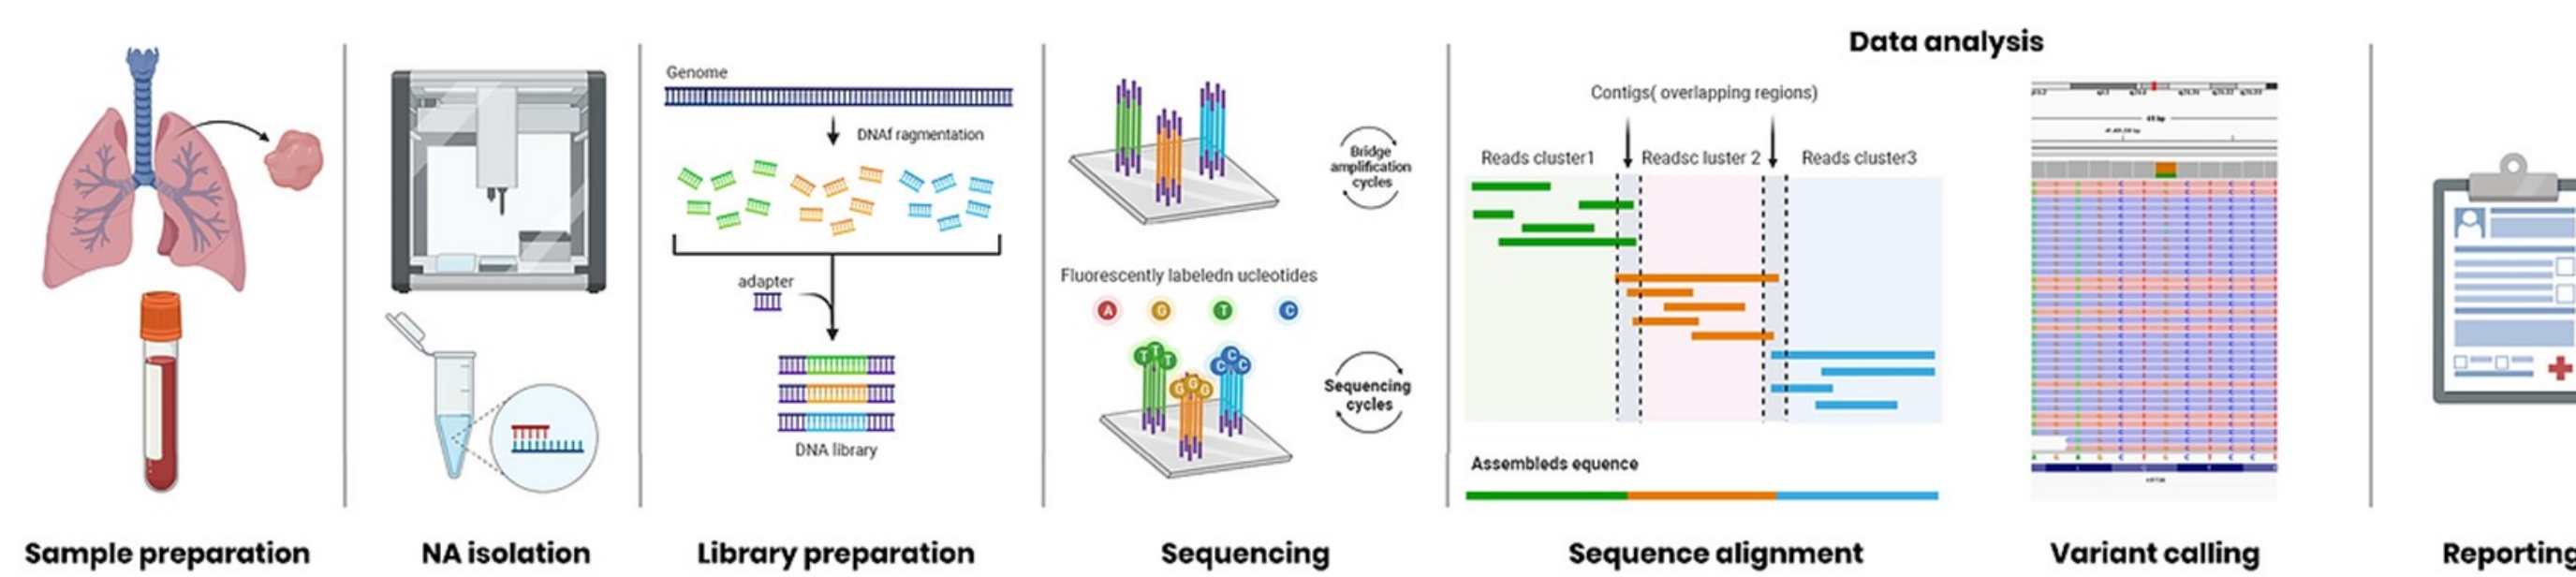 Data analysis
Genome
DNAf ragmentation
adapter
DNA library
Bridge
amplification
cycles
Fluorescently labeledn ucleotides
A G T C
T T T
G G G
C C C
Sequencing
cycles
Contigs( overlapping regions)
Reads cluster1
Readsc luster 2
Reads cluster3
Assembleds equence
Sample preparation
NA isolation
Library preparation
Sequencing
Sequence alignment
Variant calling
Reporting